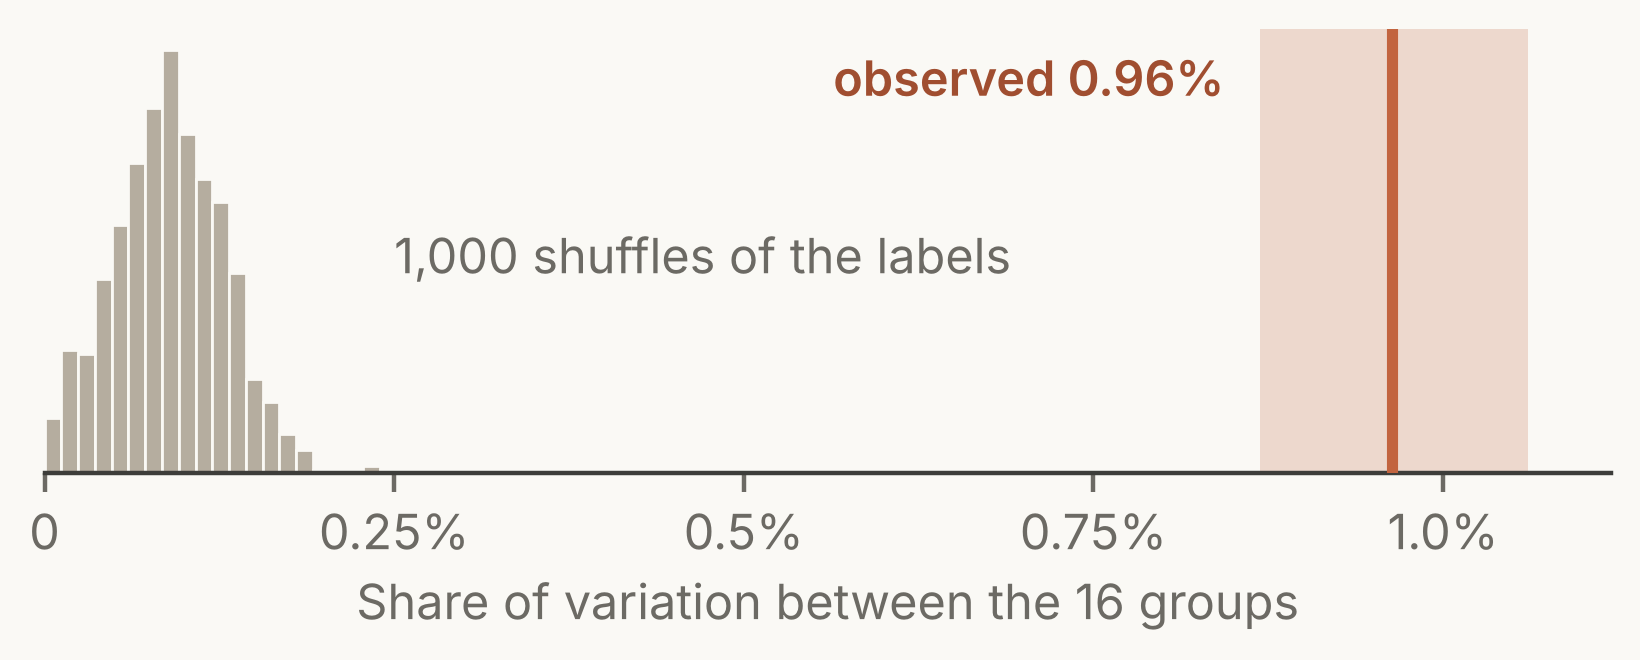 observed 0.96%
1,000 shuffles of the labels
0 0.25% 0.5% 0.75% 1.0%
Share of variation between the 16 groups